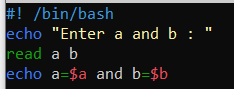 #! /bin/bash
echo "Enter a and b : "
read a b
echo a=$a and b=$b